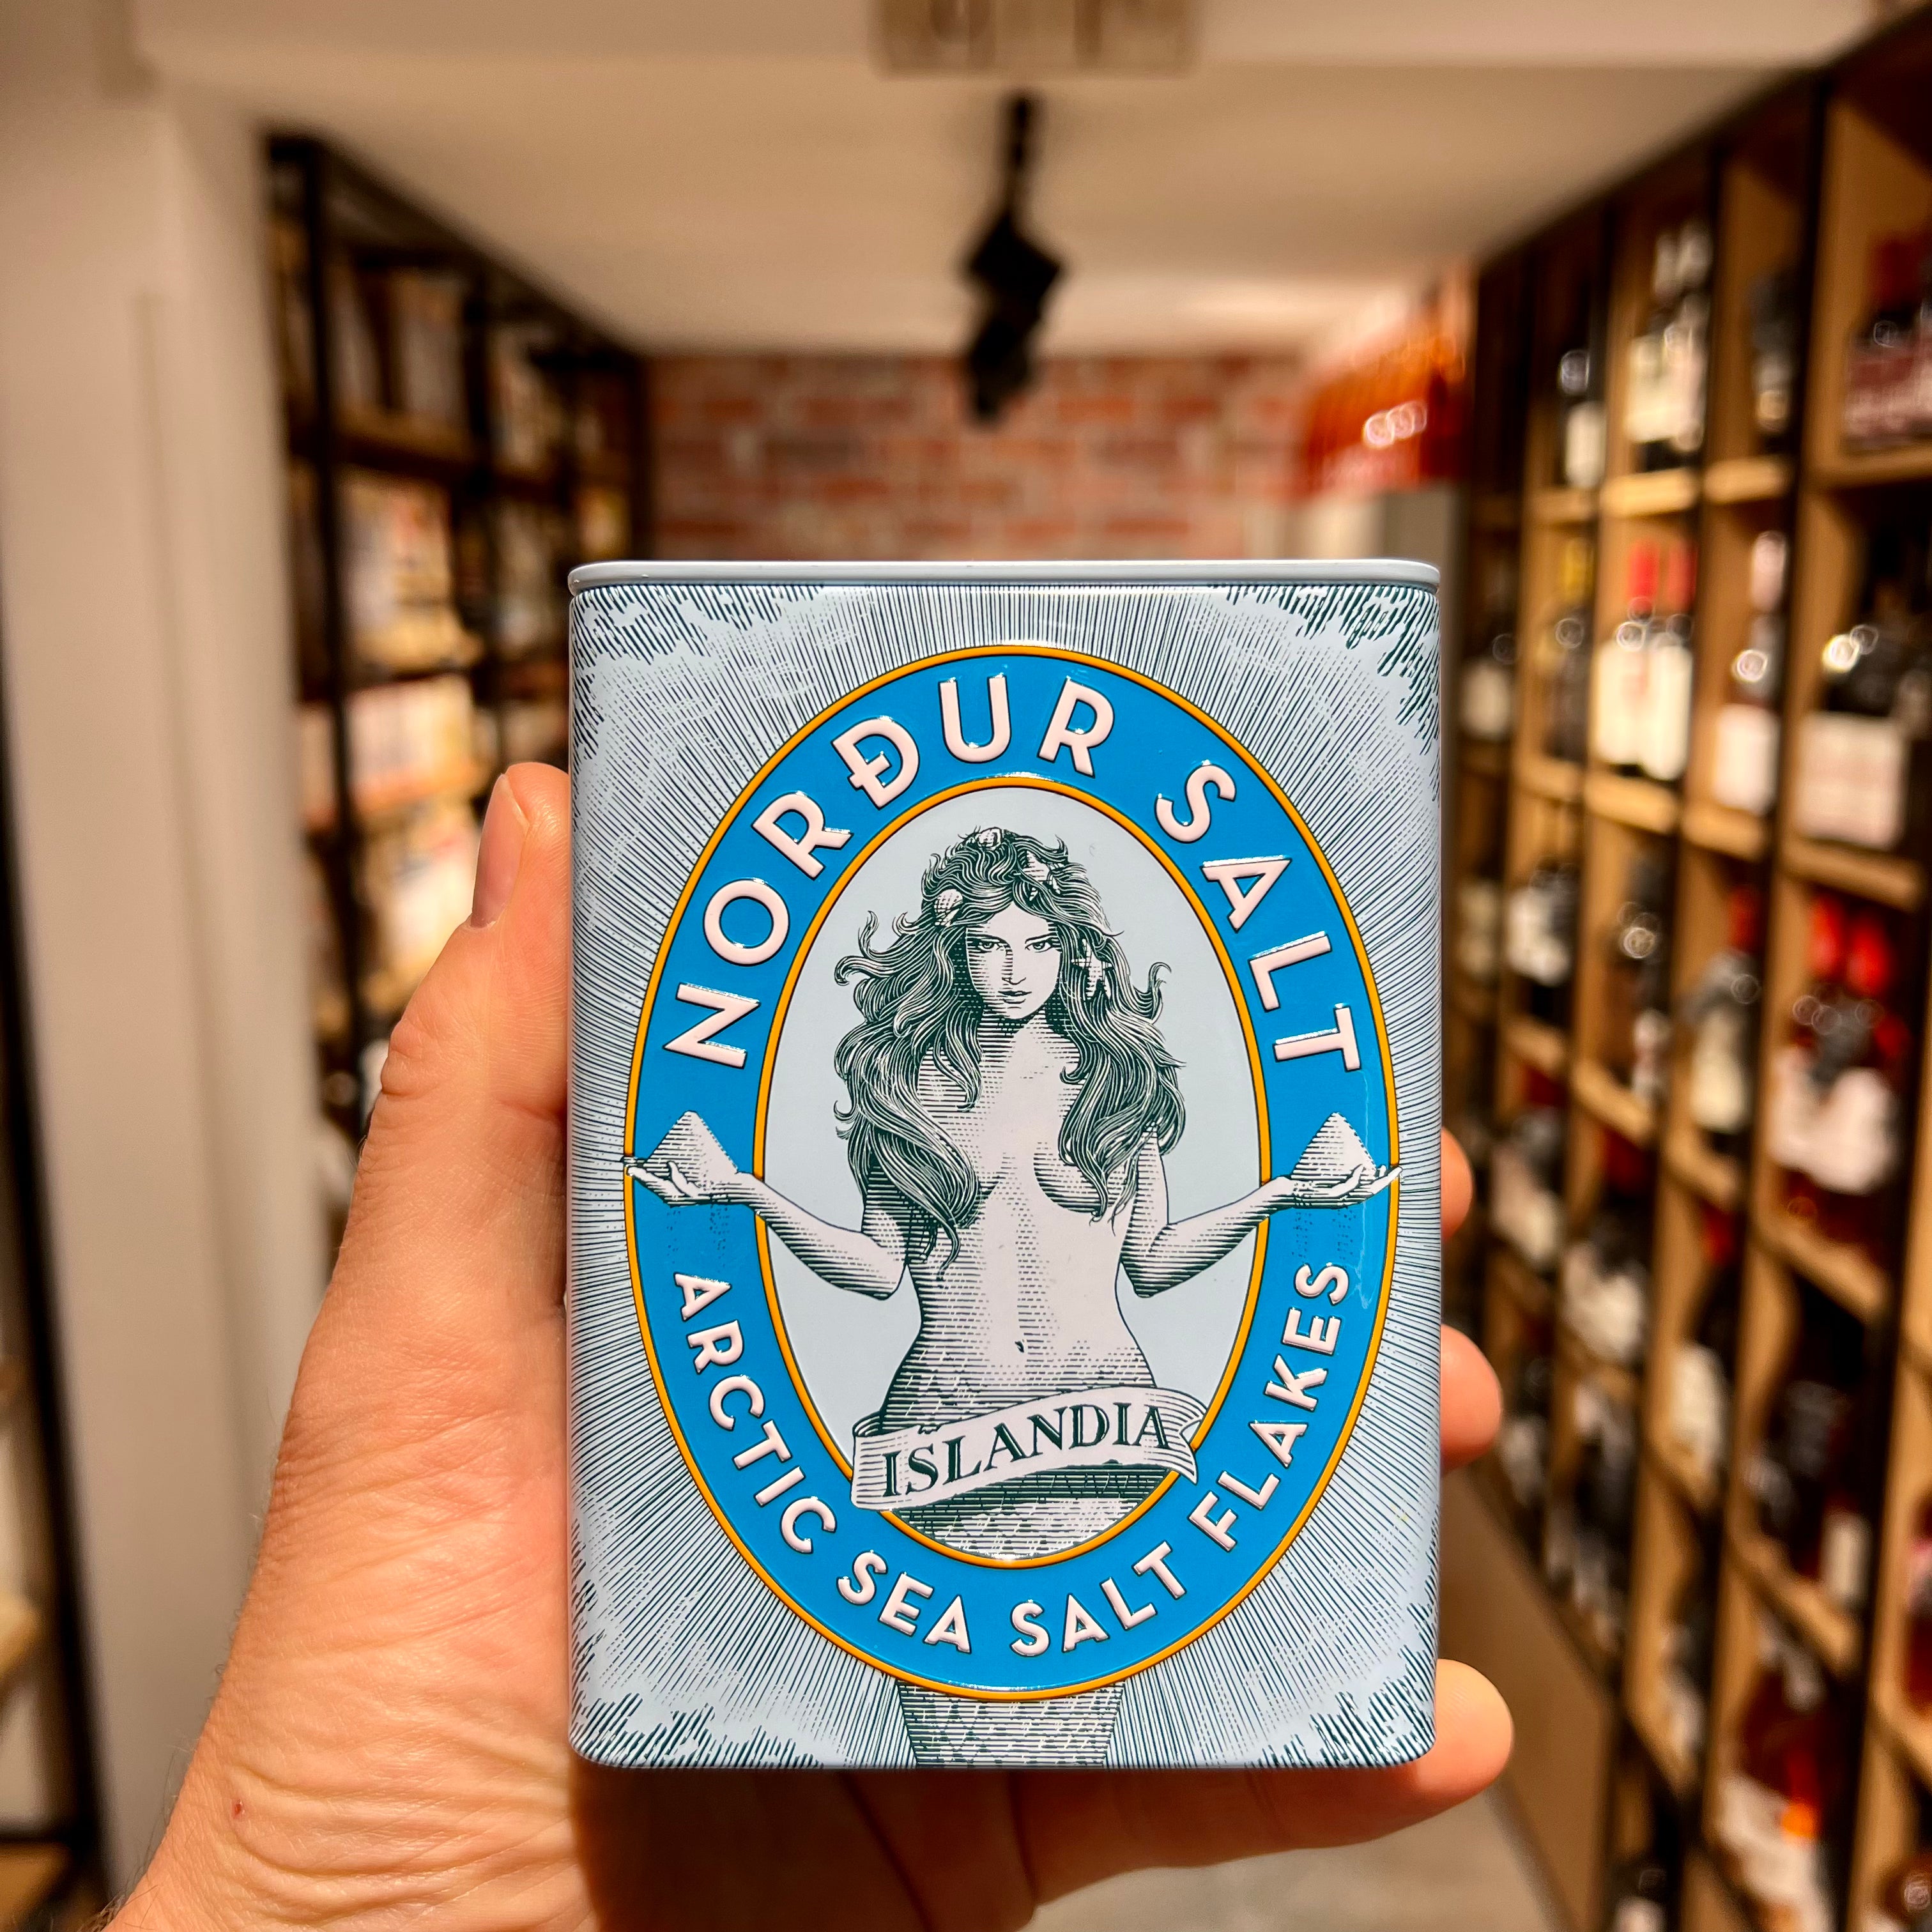 NORÐUR SALT
ISLANDIA
ARCTIC SEA SALT FLAKES